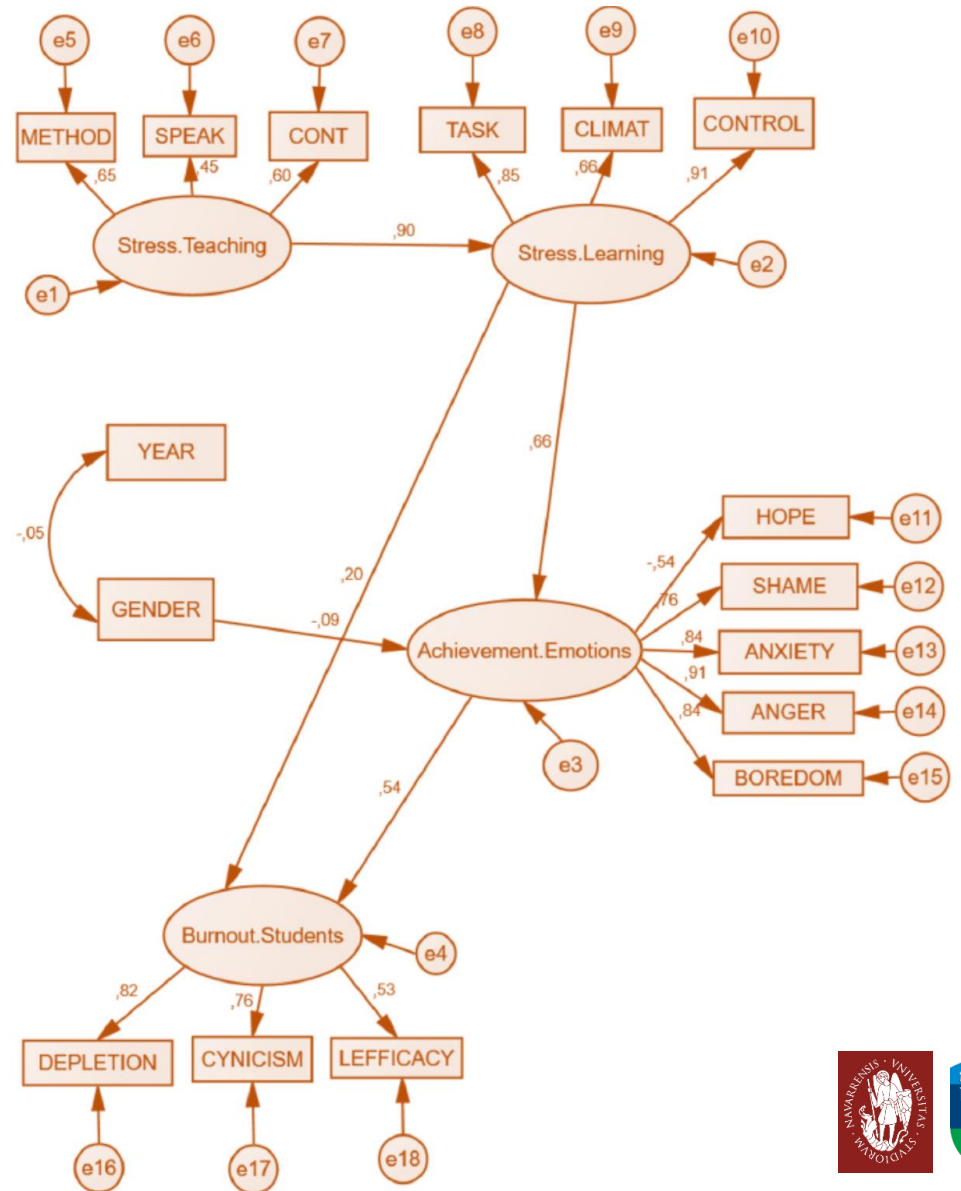 e5
e6
e7
e8
e9
e10
METHOD
SPEAK
CONT
TASK
CLIMAT
CONTROL
,65
,45
,60
,85
,66
,91
Stress.Teaching
,90
Stress.Learning
e1
e2
YEAR
,66
-,05
HOPE
e11
-,54
GENDER
,20
-,09
SHAME
e12
,76
Achievement.Emotions
,84
ANXIETY
e13
,91
ANGER
e14
,84
e3
BOREDOM
e15
,54
Burnout.Students
e4
,82
,76
,53
DEPLETION
CYNICISM
LEFFICACY
e16
e17
e18
NAVARRENSIS · VNIVERSITAS · STVDIORVM